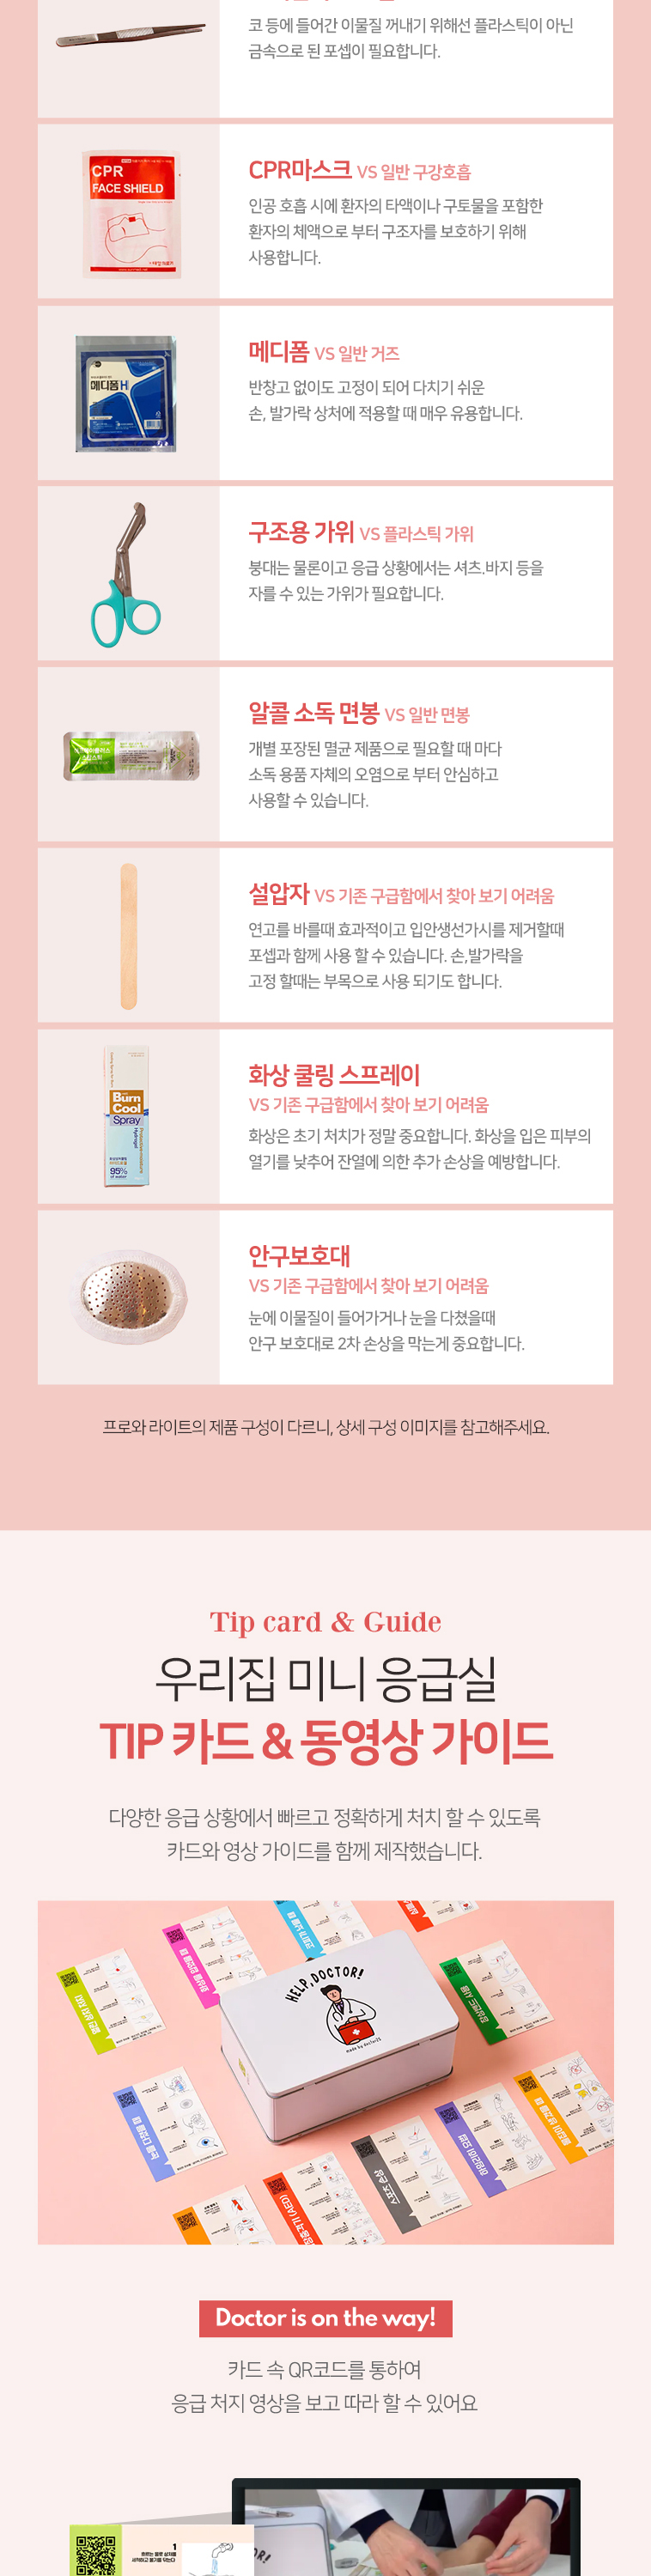 코 등에 들어간 이물질 꺼내기 위해선 플라스틱이 아닌
금속으로 된 포셉이 필요합니다.
CPR
FACE SHIELD
CPR마스크 VS 일반 구강호흡
인공 호흡 시에 환자의 타액이나 구토물을 포함한
환자의 체액으로 부터 구조자를 보호하기 위해
사용합니다.
메디폼 H
메디폼 VS 일반 거즈
반창고 없이도 고정이 되어 다치기 쉬운
손, 발가락 상처에 적용할 때 매우 유용합니다.
구조용 가위 VS 플라스틱 가위
붕대는 물론이고 응급 상황에서는 셔츠.바지 등을
자를 수 있는 가위가 필요합니다.
알콜 소독 면봉 VS 일반 면봉
개별 포장된 멸균 제품으로 필요할 때 마다
소독 용품 자체의 오염으로 부터 안심하고
사용할 수 있습니다.
설압자 VS 기존 구급함에서 찾아 보기 어려움
연고를 바를때 효과적이고 입안생선가시를 제거할때
포셉과 함께 사용 할 수 있습니다. 손,발가락을
고정 할때는 부목으로 사용 되기도 합니다.
Burn
Cool
Spray
Hydrogel
95%
of water
화상 쿨링 스프레이
VS 기존 구급함에서 찾아 보기 어려움
화상은 초기 처치가 정말 중요합니다. 화상을 입은 피부의
열기를 낮추어 잔열에 의한 추가 손상을 예방합니다.
안구보호대
VS 기존 구급함에서 찾아 보기 어려움
눈에 이물질이 들어가거나 눈을 다쳤을때
안구 보호대로 2차 손상을 막는게 중요합니다.
프로와 라이트의 제품 구성이 다르니, 상세 구성 이미지를 참고해주세요.
Tip card & Guide
우리집 미니 응급실
TIP 카드 & 동영상 가이드
다양한 응급 상황에서 빠르고 정확하게 처치 할 수 있도록
카드와 영상 가이드를 함께 제작했습니다.
HELP, DOCTOR!
made by doctor23
스포츠 손상
Doctor is on the way!
카드 속 QR코드를 통하여
응급 처지 영상을 보고 따라 할 수 있어요
1